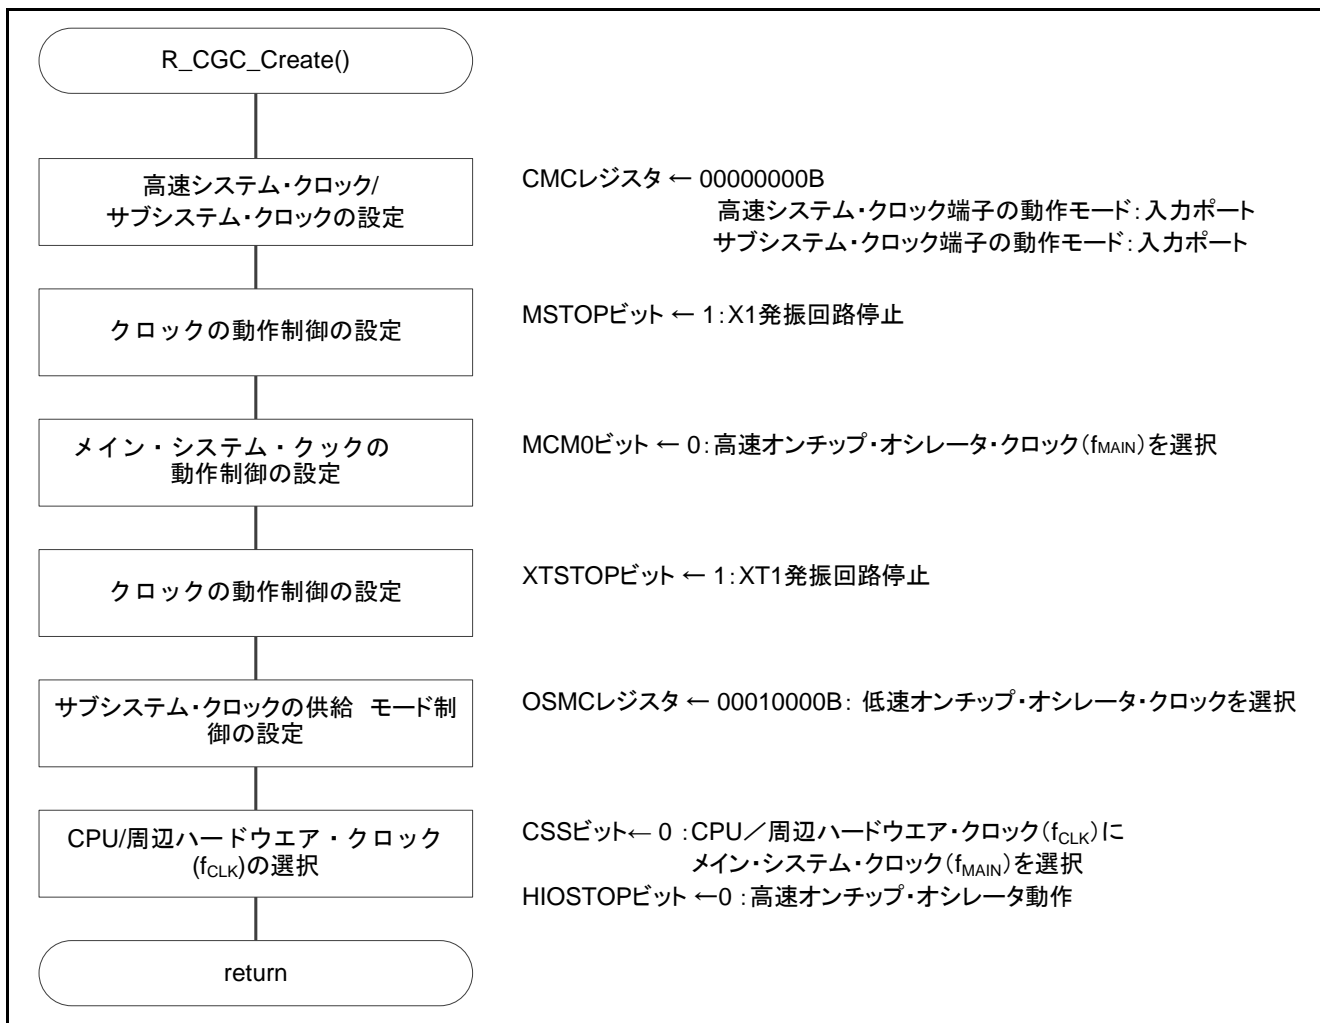 R_CGC_Create()
高速システム・クロック/
サブシステム・クロックの設定
CMCレジスタ ← 00000000B
高速システム・クロック端子の動作モード：入力ポート
サブシステム・クロック端子の動作モード：入力ポート
クロックの動作制御の設定
MSTOPビット ← 1：X1発振回路停止
メイン・システム・クックの
動作制御の設定
MCM0ビット ← 0：高速オンチップ・オシレータ・クロック（fMAIN）を選択
クロックの動作制御の設定
XTSTOPビット ← 1：XT1発振回路停止
サブシステム・クロックの供給　モード制
御の設定
OSMCレジスタ ← 00010000B： 低速オンチップ・オシレータ・クロックを選択
CPU/周辺ハードウエア・クロック
(fCLK)の選択
CSSビット← 0 ：CPU／周辺ハードウエア・クロック（fCLK）に
メイン・システム・クロック（fMAIN）を選択
HIOSTOPビット ←0 ：高速オンチップ・オシレータ動作
return